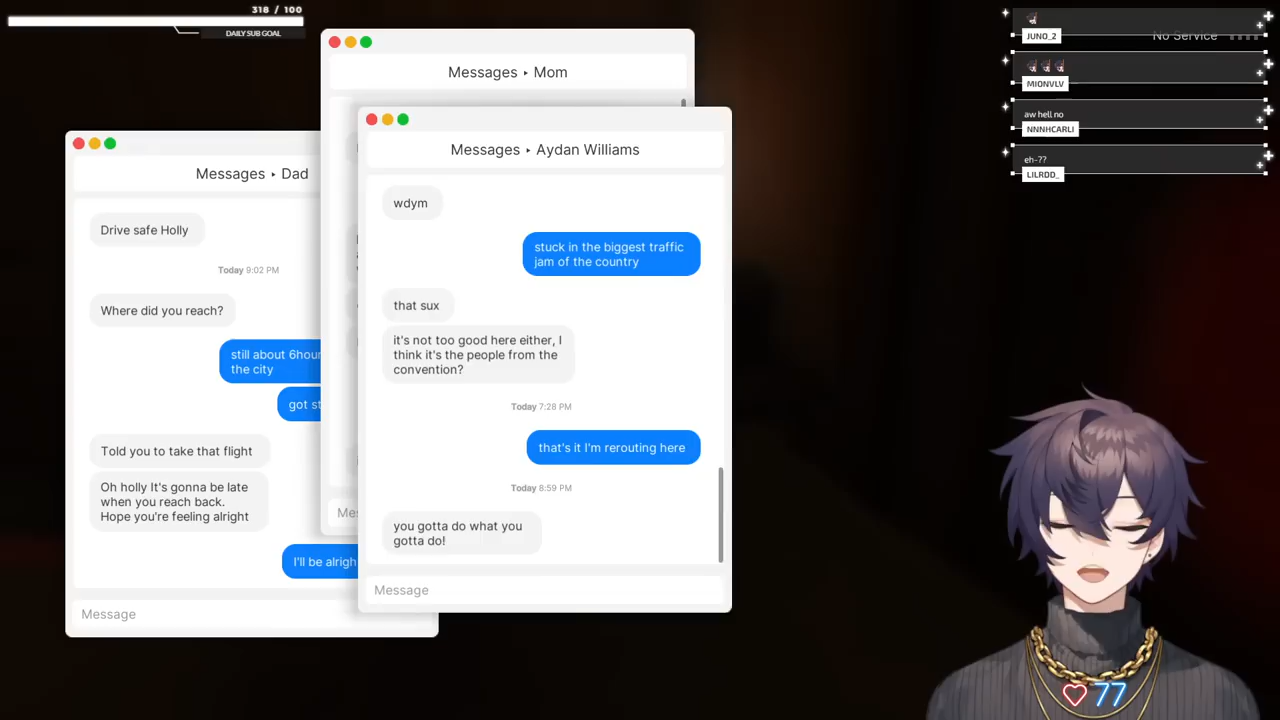 318 / 100
DAILY SUB GOAL
Messages ▸ Dad
Drive safe Holly
Today 9:02 PM
Where did you reach?
still about 6hour
the city
got st
Told you to take that flight
Oh holly It's gonna be late
when you reach back.
Hope you're feeling alright
I'll be alrigh
Message
Messages ▸ Mom
Mes
Messages ▸ Aydan Williams
wdym
stuck in the biggest traffic
jam of the country
that sux
it's not too good here either, I
think it's the people from the
convention?
Today 7:28 PM
that's it I'm rerouting here
Today 8:59 PM
you gotta do what you
gotta do!
Message
No Service
JUNO_2
MIONVLV
aw hell no
NNNHCARLI
eh-??
LILRDD_
77